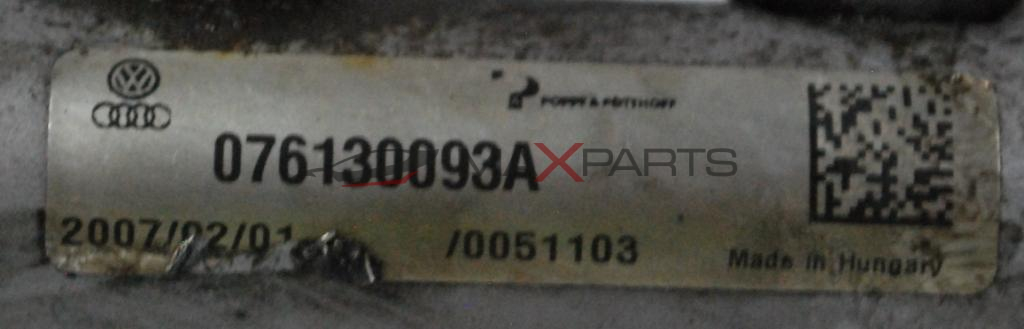 POPPE & POTTHOFF
076130093A
XPARTS
2007/02/01 /0051103
Made in Hungary